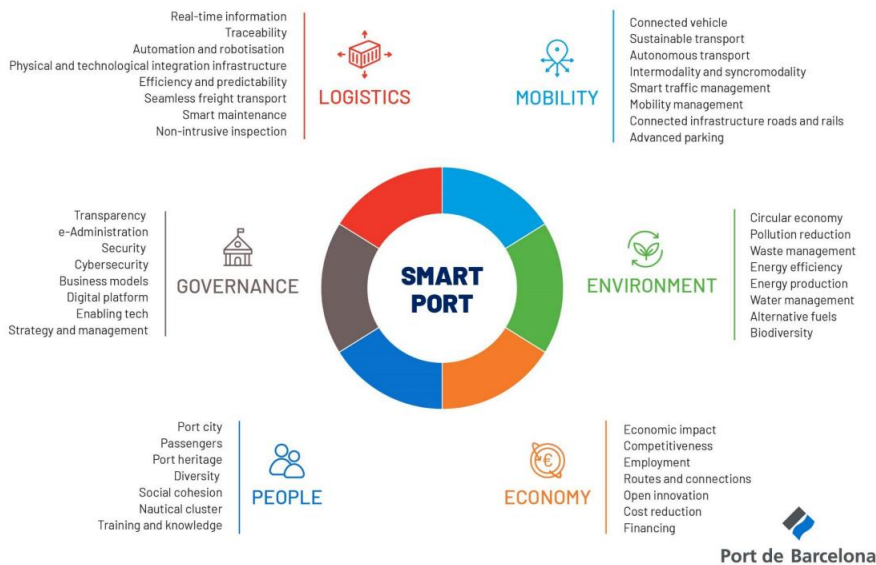 Real-time information
Traceability
Automation and robotisation
Physical and technological integration infrastructure
Efficiency and predictability
Seamless freight transport
Smart maintenance
Non-intrusive inspection
LOGISTICS
MOBILITY
Connected vehicle
Sustainable transport
Autonomous transport
Intermodality and syncromodality
Smart traffic management
Mobility management
Connected infrastructure roads and rails
Advanced parking
Transparency
e-Administration
Security
Cybersecurity
Business models
Digital platform
Enabling tech
Strategy and management
GOVERNANCE
SMART
PORT
ENVIRONMENT
Circular economy
Pollution reduction
Waste management
Energy efficiency
Energy production
Water management
Alternative fuels
Biodiversity
Port city
Passengers
Port heritage
Diversity
Social cohesion
Nautical cluster
Training and knowledge
PEOPLE
€
ECONOMY
Economic impact
Competitiveness
Employment
Routes and connections
Open innovation
Cost reduction
Financing
Port de Barcelona